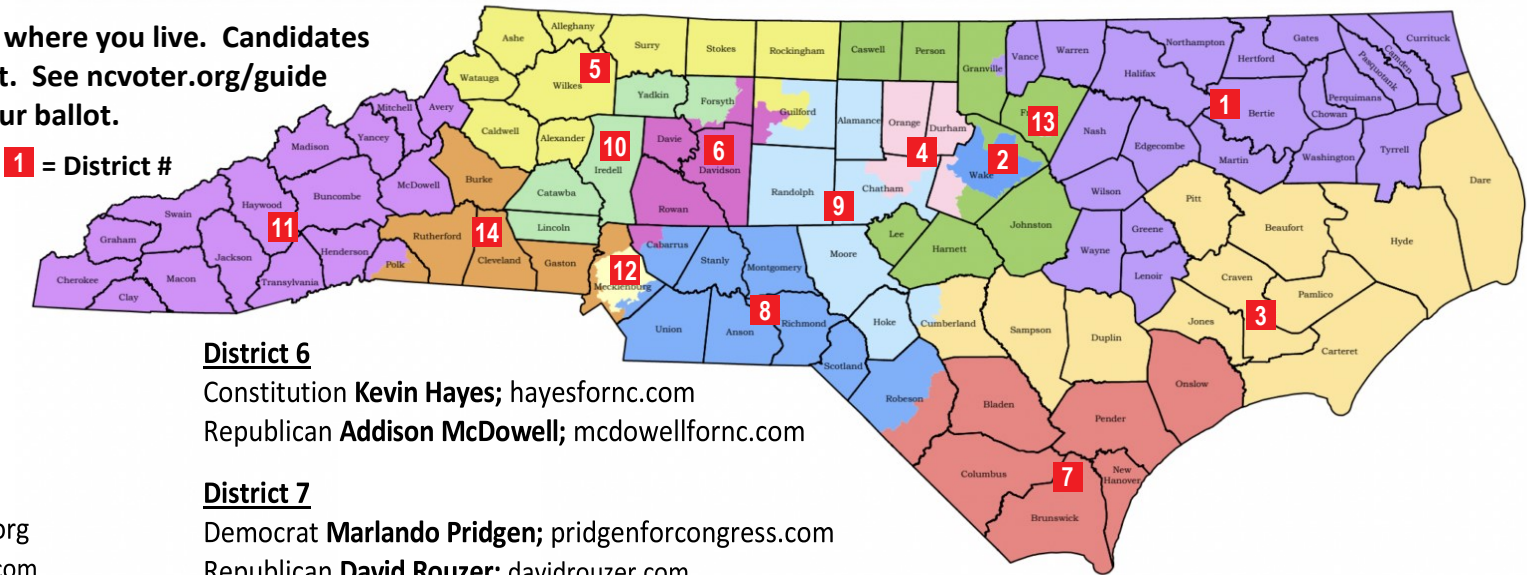 where you live. Candidates
t. See ncvoter.org/guide
ur ballot.
1 = District #
Ashe
Alleghany
Surry
Stokes
Rockingham
Caswell
Person
Granville
Vance
Warren
Northampton
Gates
Currituck
Camden
Pasquotank
Hertford
Halifax
Watauga
Wilkes
5
Yadkin
Forsyth
Guilford
Alamance
Orange
Durham
13
Nash
Edgecombe
1
Bertie
Chowan
Perquimans
Martin
Washington
Tyrrell
Dare
Mitchell
Avery
Yancey
Madison
Caldwell
Alexander
Iredell
10
Davie
6
Davidson
4
Chatham
2
Wake
Wilson
Pitt
Beaufort
Hyde
McDowell
Burke
Catawba
Lincoln
Rowan
Randolph
9
Lee
Harnett
Johnston
Wayne
Greene
Lenoir
Craven
Pamlico
Swain
Haywood
Buncombe
11
Graham
Jackson
Henderson
Cherokee
Macon
Clay
Transylvania
Polk
Rutherford
14
Cleveland
Gaston
12
Mecklenburg
Cabarrus
Stanly
Montgomery
Moore
8
Union
Anson
Richmond
Scotland
Hoke
Cumberland
Sampson
Duplin
Jones
3
Carteret
Onslow
Robeson
Bladen
Pender
Columbus
7
New
Hanover
Brunswick
District 6
Constitution Kevin Hayes; hayesfornc.com
Republican Addison McDowell; mcdowellfornc.com
District 7
Democrat Marlando Pridgen; pridgenforcongress.com
Republican David Rouzer; davidrouzer.com
org
com